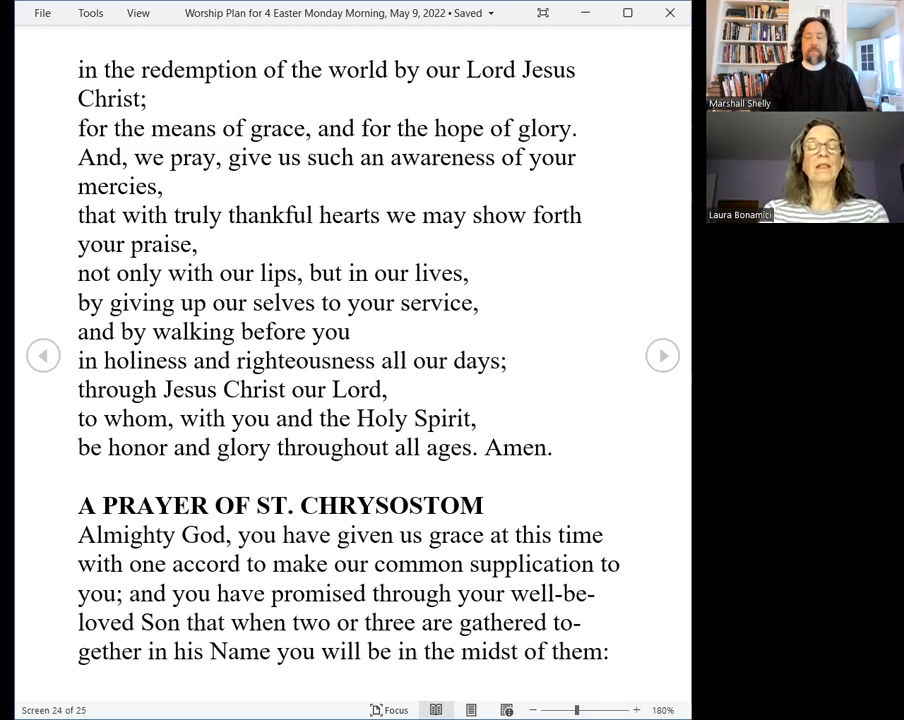 File Tools View Worship Plan for 4 Easter Monday Morning, May 9, 2022 • Saved
in the redemption of the world by our Lord Jesus
Christ;
for the means of grace, and for the hope of glory.
And, we pray, give us such an awareness of your
mercies,
that with truly thankful hearts we may show forth
your praise,
not only with our lips, but in our lives,
by giving up our selves to your service,
and by walking before you
in holiness and righteousness all our days;
through Jesus Christ our Lord,
to whom, with you and the Holy Spirit,
be honor and glory throughout all ages. Amen.
A PRAYER OF ST. CHRYSOSTOM
Almighty God, you have given us grace at this time
with one accord to make our common supplication to
you; and you have promised through your well-be-
loved Son that when two or three are gathered to-
gether in his Name you will be in the midst of them:
Screen 24 of 25 Focus 180%
Marshall Shelly
Laura Bonamici